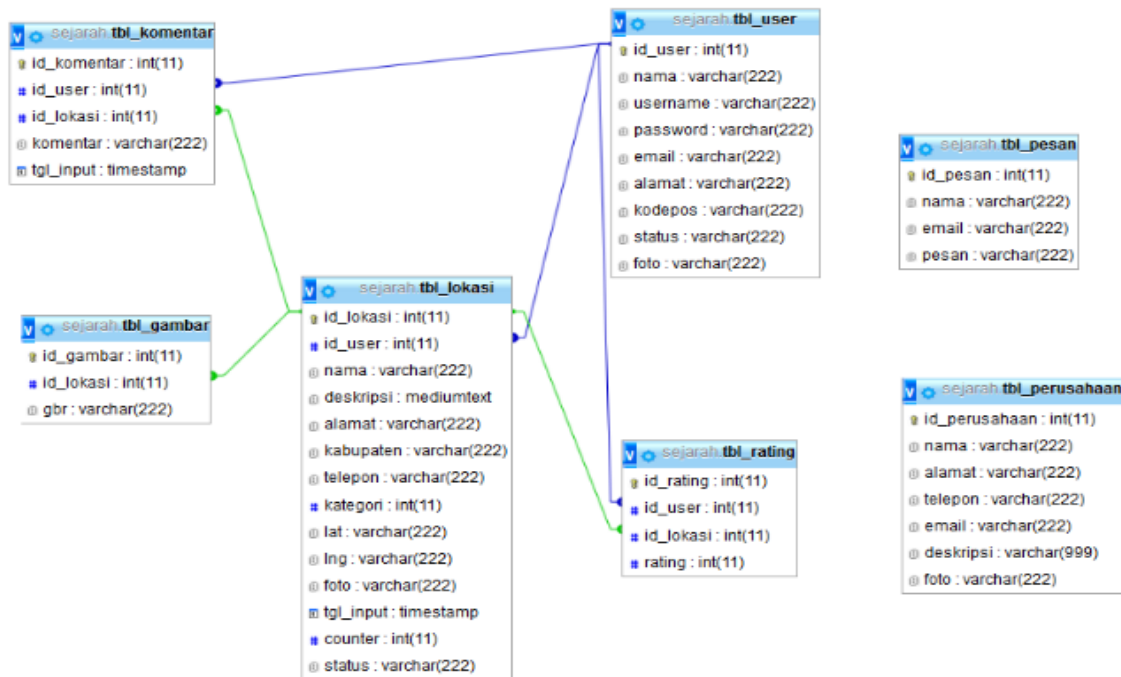 sejarah.tbl_komentar
id_komentar : int(11)
id_user : int(11)
id_lokasi : int(11)
komentar : varchar(222)
tgl_input : timestamp
sejarah.tbl_user
id_user : int(11)
nama : varchar(222)
username : varchar(222)
password : varchar(222)
email : varchar(222)
alamat : varchar(222)
kodepos : varchar(222)
status : varchar(222)
foto : varchar(222)
sejarah.tbl_pesan
id_pesan : int(11)
nama : varchar(222)
email : varchar(222)
pesan : varchar(222)
sejarah.tbl_gambar
id_gambar : int(11)
id_lokasi : int(11)
gbr : varchar(222)
sejarah.tbl_lokasi
id_lokasi : int(11)
id_user : int(11)
nama : varchar(222)
deskripsi : mediumtext
alamat : varchar(222)
kabupaten : varchar(222)
telepon : varchar(222)
kategori : int(11)
lat : varchar(222)
lng : varchar(222)
foto : varchar(222)
tgl_input : timestamp
counter : int(11)
status : varchar(222)
sejarah.tbl_rating
id_rating : int(11)
id_user : int(11)
id_lokasi : int(11)
rating : int(11)
sejarah.tbl_perusahaan
id_perusahaan : int(11)
nama : varchar(222)
alamat : varchar(222)
telepon : varchar(222)
email : varchar(222)
deskripsi : varchar(999)
foto : varchar(222)